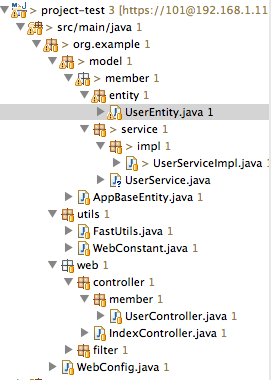 > project-test 3 [https://101@192.168.1.11
> src/main/java 1
> org.example 1
> model 1
> member 1
> entity 1
> UserEntity.java 1
> service 1
> impl 1
> UserServiceImpl.java 1
UserService.java
AppBaseEntity.java 1
utils 1
FastUtils.java 1
WebConstant.java 1
web 1
controller 1
member 1
UserController.java 1
IndexController.java 1
filter 1
WebConfig.java 1